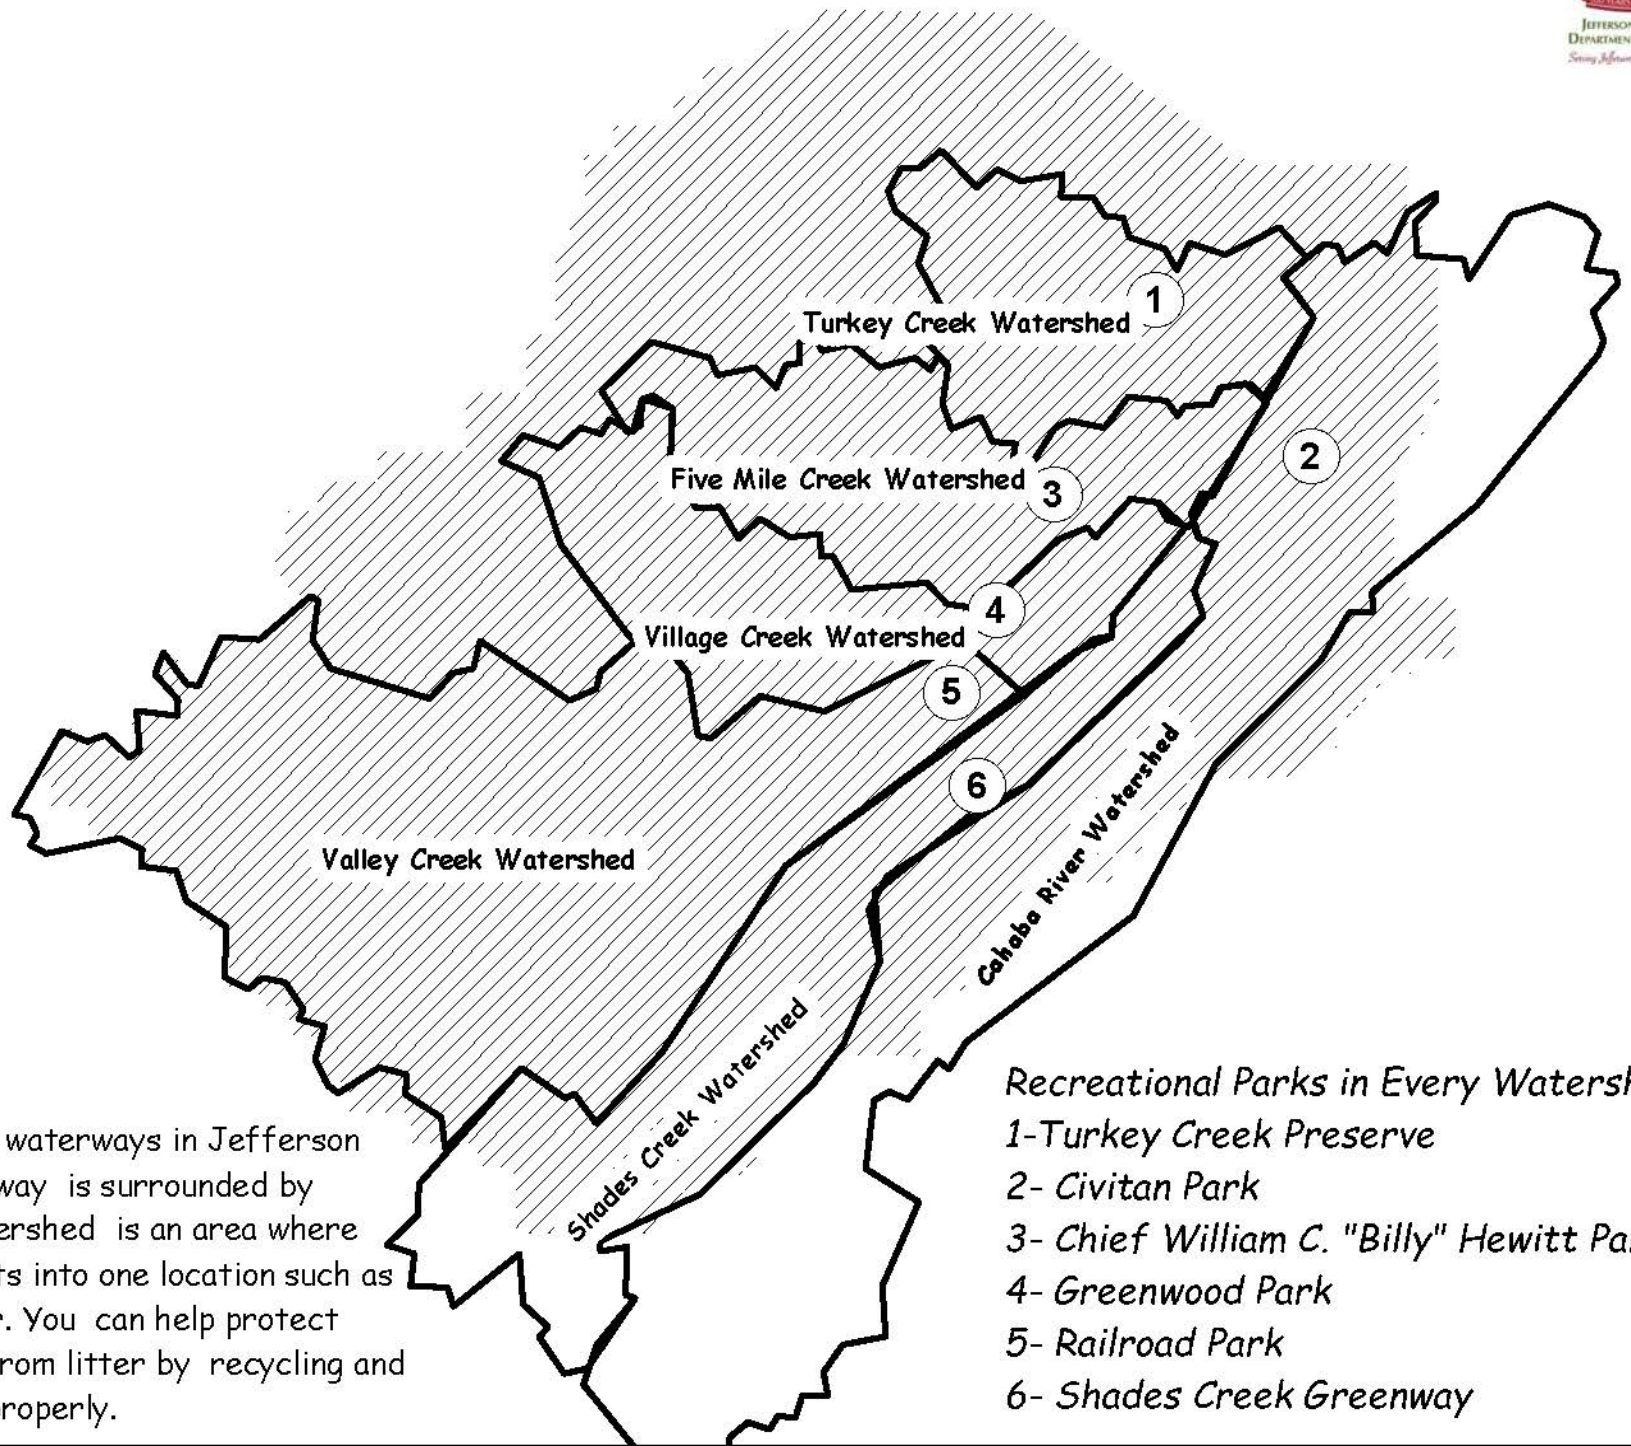 JEFFERSON
DEPARTMEN
Serving Jefferson
1
Turkey Creek Watershed
2
Five Mile Creek Watershed
3
4
Village Creek Watershed
5
6
Valley Creek Watershed
Cahaba River Watershed
Shades Creek Watershed
waterways in Jefferson
way is surrounded by
ershed is an area where
ts into one location such as
r. You can help protect
rom litter by recycling and
roperly.
Recreational Parks in Every Watersh
1-Turkey Creek Preserve
2- Civitan Park
3- Chief William C. "Billy" Hewitt Pa
4- Greenwood Park
5- Railroad Park
6- Shades Creek Greenway